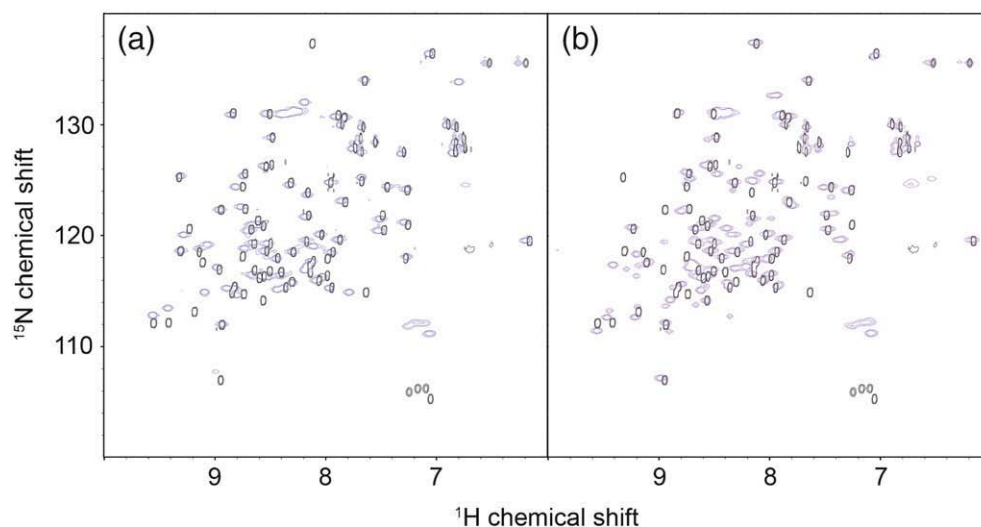 (a) (b)
130
120
110
9 8 7 9 8 7
¹⁵N chemical shift
¹H chemical shift